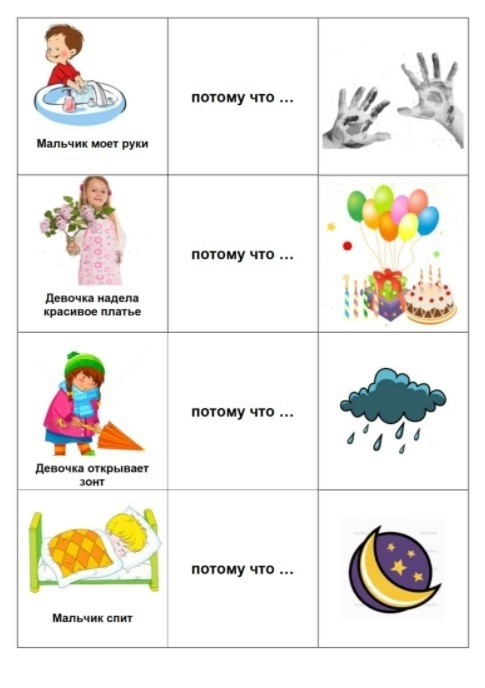 Мальчик моет руки
потому что …
Девочка надела
красивое платье
потому что …
Девочка открывает
зонт
потому что …
Мальчик спит
потому что …